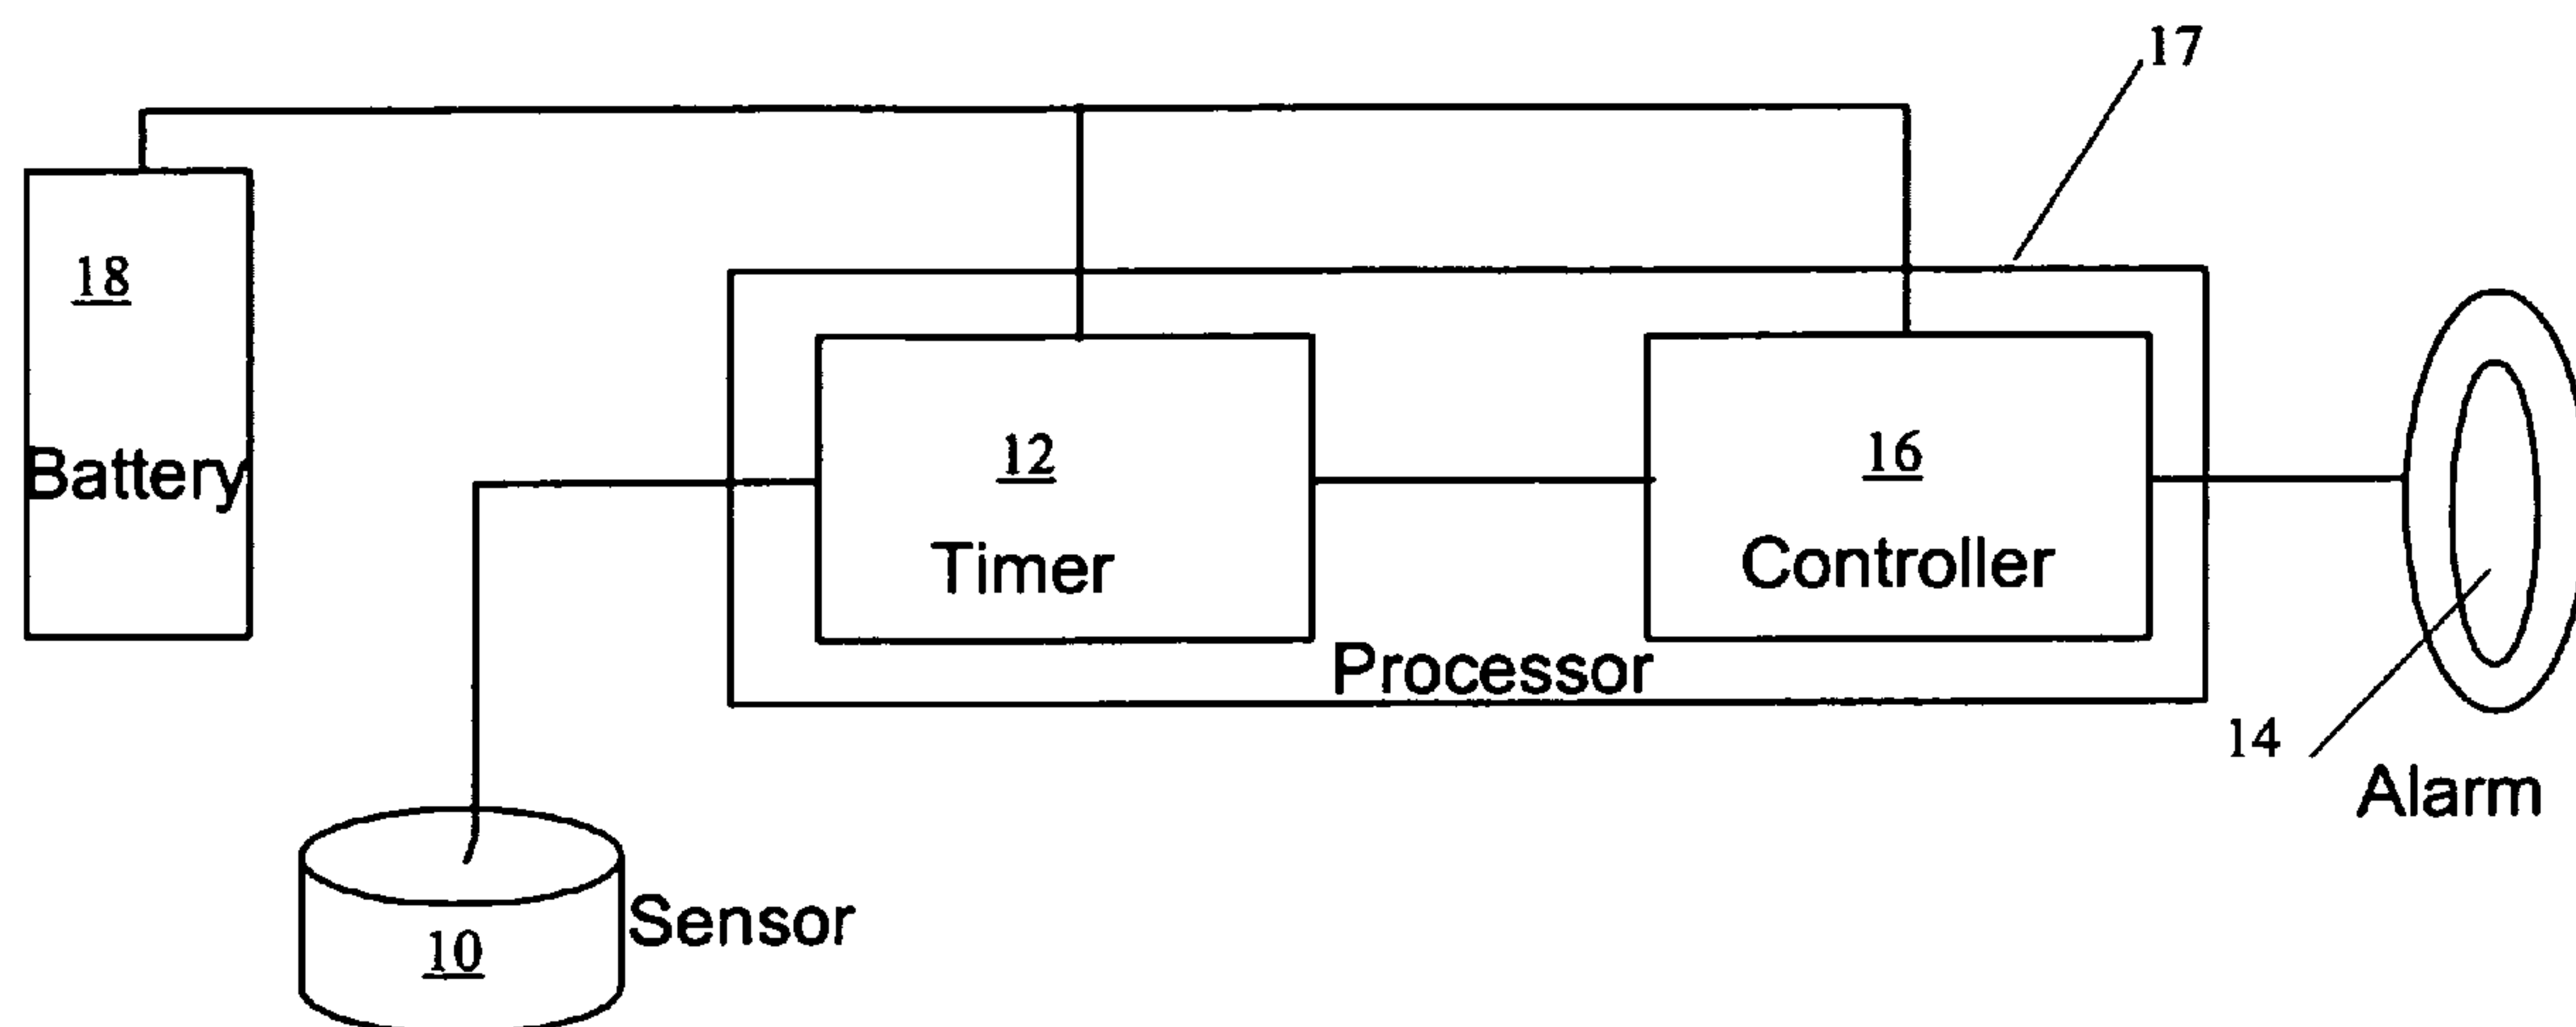 17
18
Battery
12
Timer
16
Controller
Processor
14
Alarm
10
Sensor